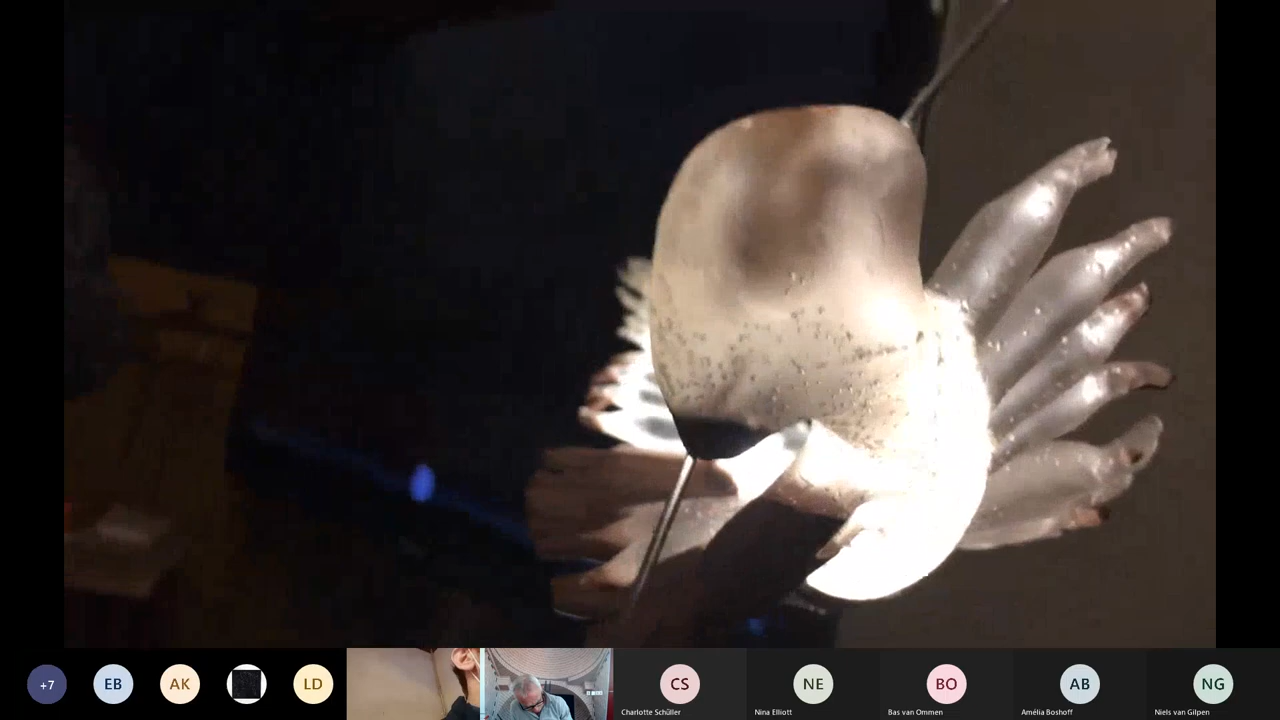 +7
EB
AK
LD
CS
NE
BO
AB
NG
Charlotte Schüller
Nina Elliott
Bas van Ommen
Amélia Boshoff
Niels van Gilpen